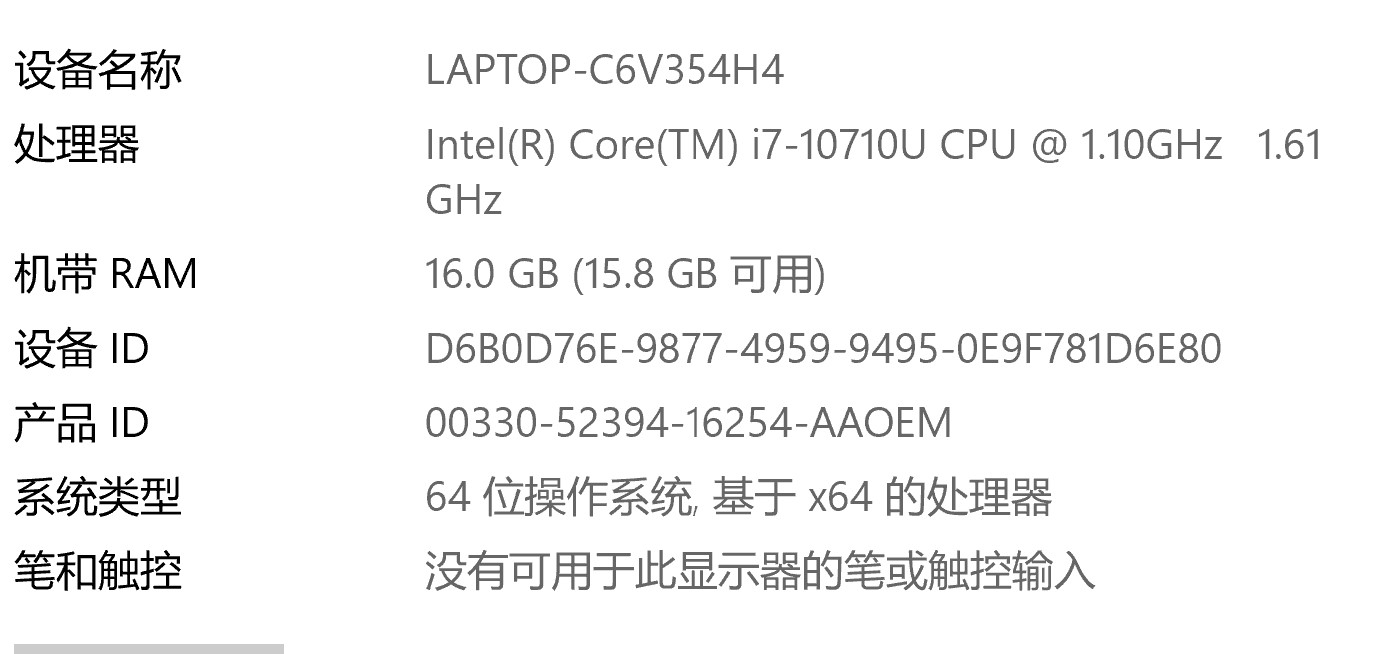 设备名称 LAPTOP-C6V354H4
处理器 Intel(R) Core(TM) i7-10710U CPU @ 1.10GHz 1.61
GHz
机带 RAM 16.0 GB (15.8 GB 可用)
设备 ID D6B0D76E-9877-4959-9495-0E9F781D6E80
产品 ID 00330-52394-16254-AAOEM
系统类型 64 位操作系统, 基于 x64 的处理器
笔和触控 没有可用于此显示器的笔或触控输入